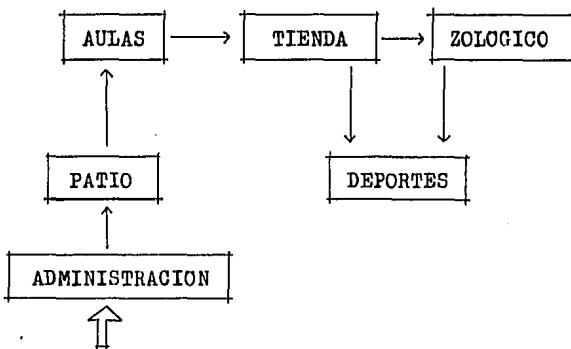 AULAS TIENDA ZOLOGICO
PATIO DEPORTES
ADMINISTRACION